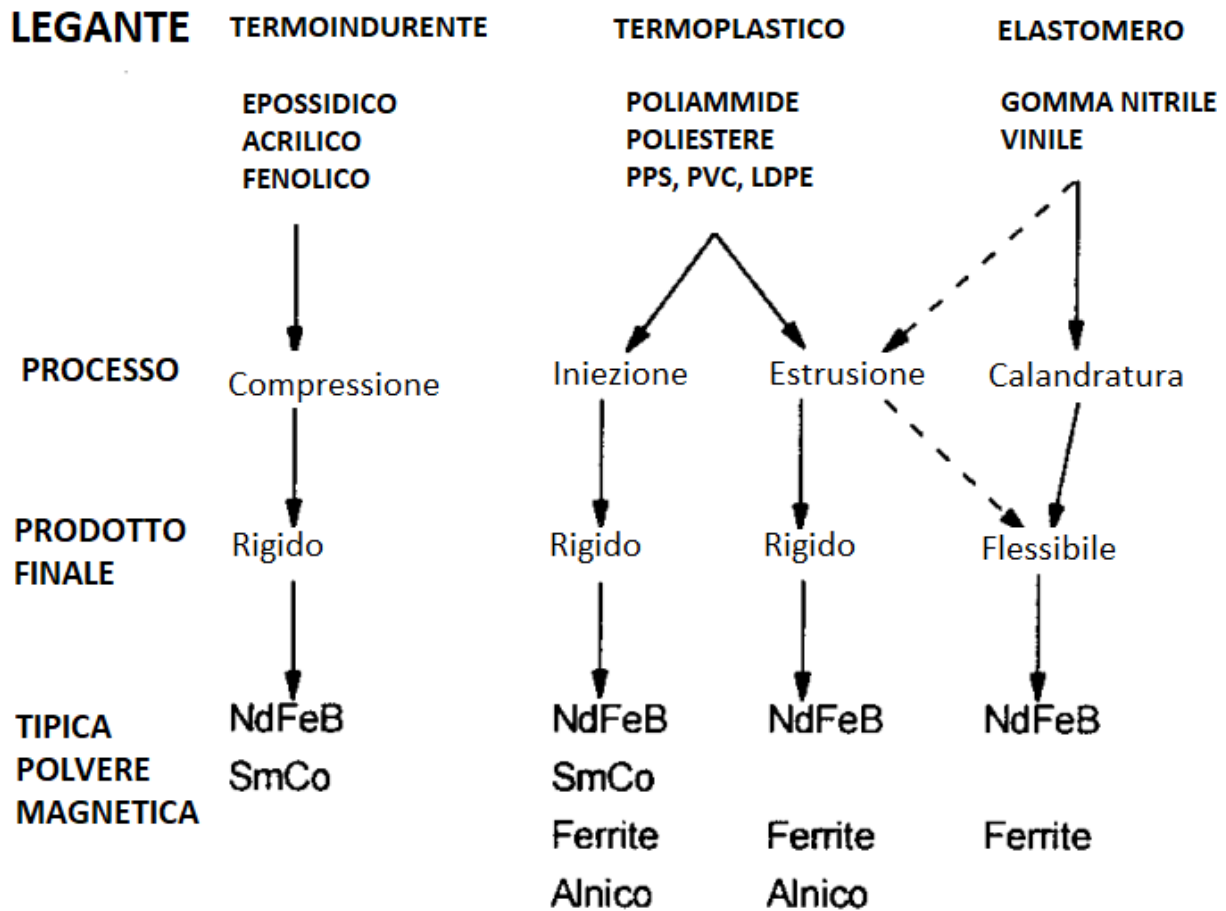 LEGANTE TERMOINDURENTE TERMOPLASTICO ELASTOMERO
EPOSSIDICO POLIAMMIDE GOMMA NITRILE
ACRILICO POLIESTERE VINILE
FENOLICO PPS, PVC, LDPE
PROCESSO Compressione Iniezione Estrusione Calandratura
PRODOTTO
FINALE
Rigido Rigido Rigido Flessibile
TIPICA
POLVERE
MAGNETICA
NdFeB NdFeB NdFeB NdFeB
SmCo SmCo
Ferrite Ferrite Ferrite
Alnico Alnico